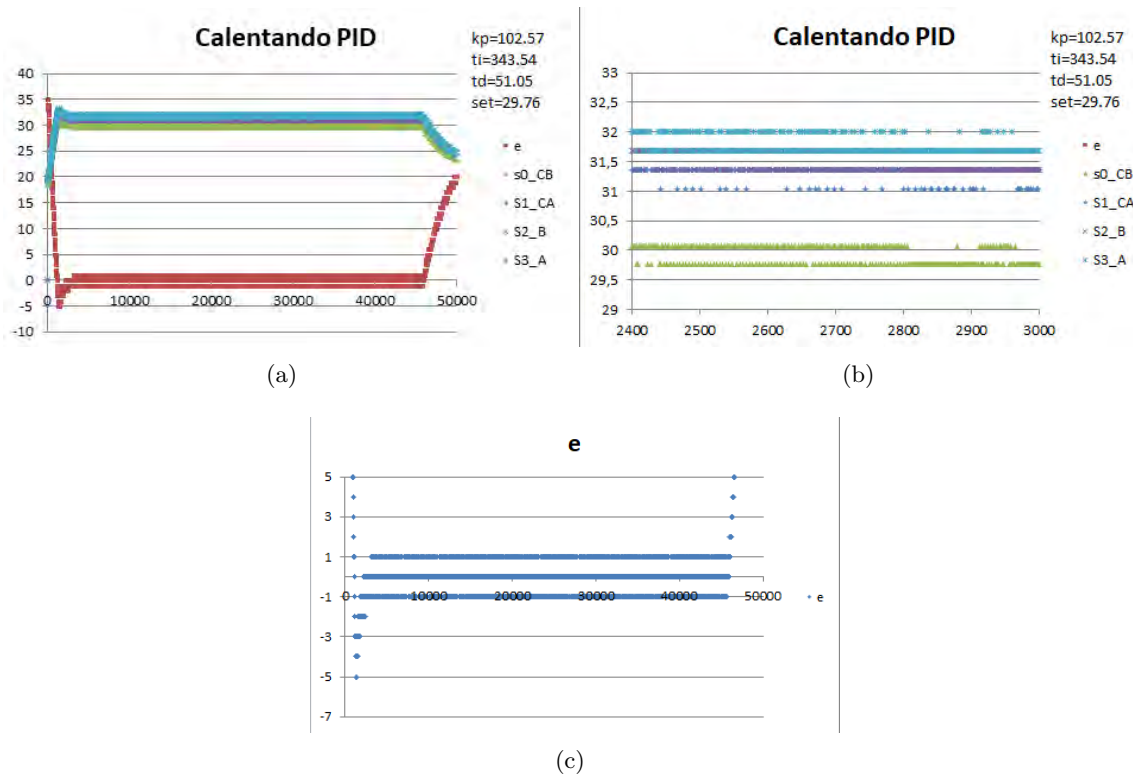 Calentando PID
kp=102.57
ti=343.54
td=51.05
set=29.76
40
35
30
25
20
15
10
5
0
-5
-10
0
10000
20000
30000
40000
50000
e
s0_CB
S1_CA
S2_B
S3_A
(a)
Calentando PID
kp=102.57
ti=343.54
td=51.05
set=29.76
33
32,5
32
31,5
31
30,5
30
29,5
29
2400
2500
2600
2700
2800
2900
3000
e
s0_CB
S1_CA
S2_B
S3_A
(b)
e
5
3
1
-1
-3
-5
-7
0
10000
20000
30000
40000
50000
e
(c)